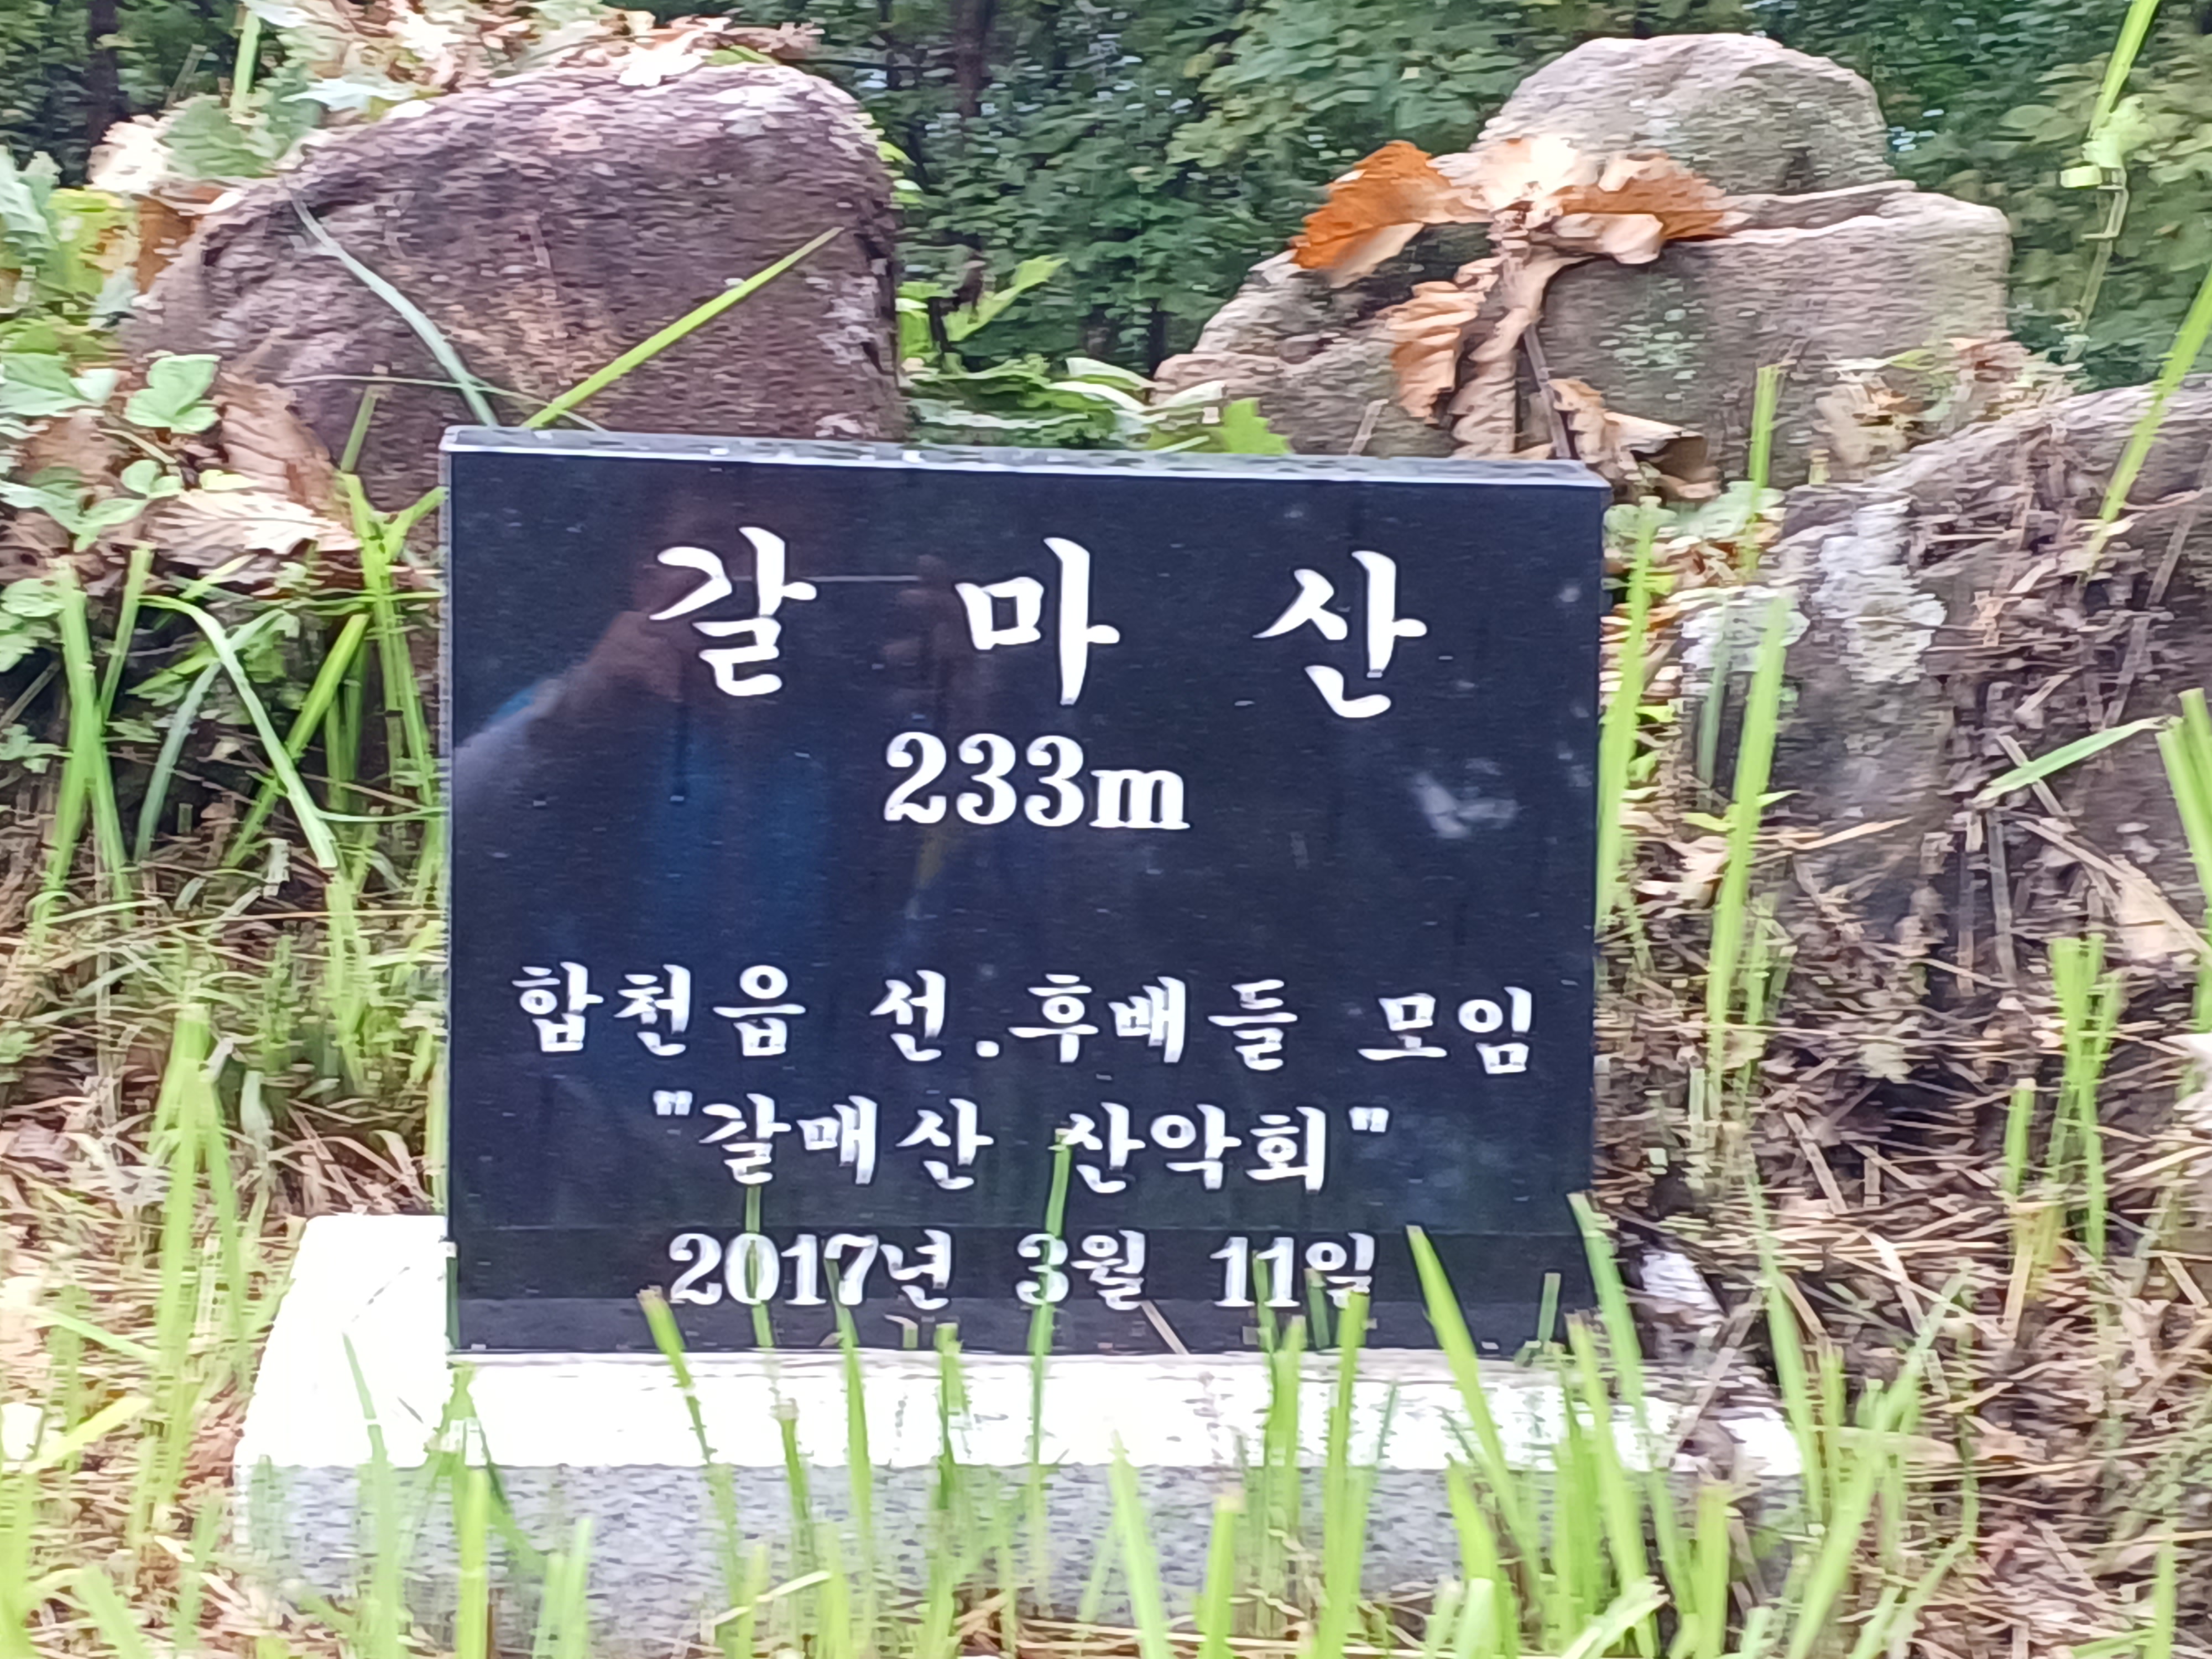 갈 마 산
233m
합천읍 선.후배들 모임
"갈매산 산악회"
2017년 3월 11일